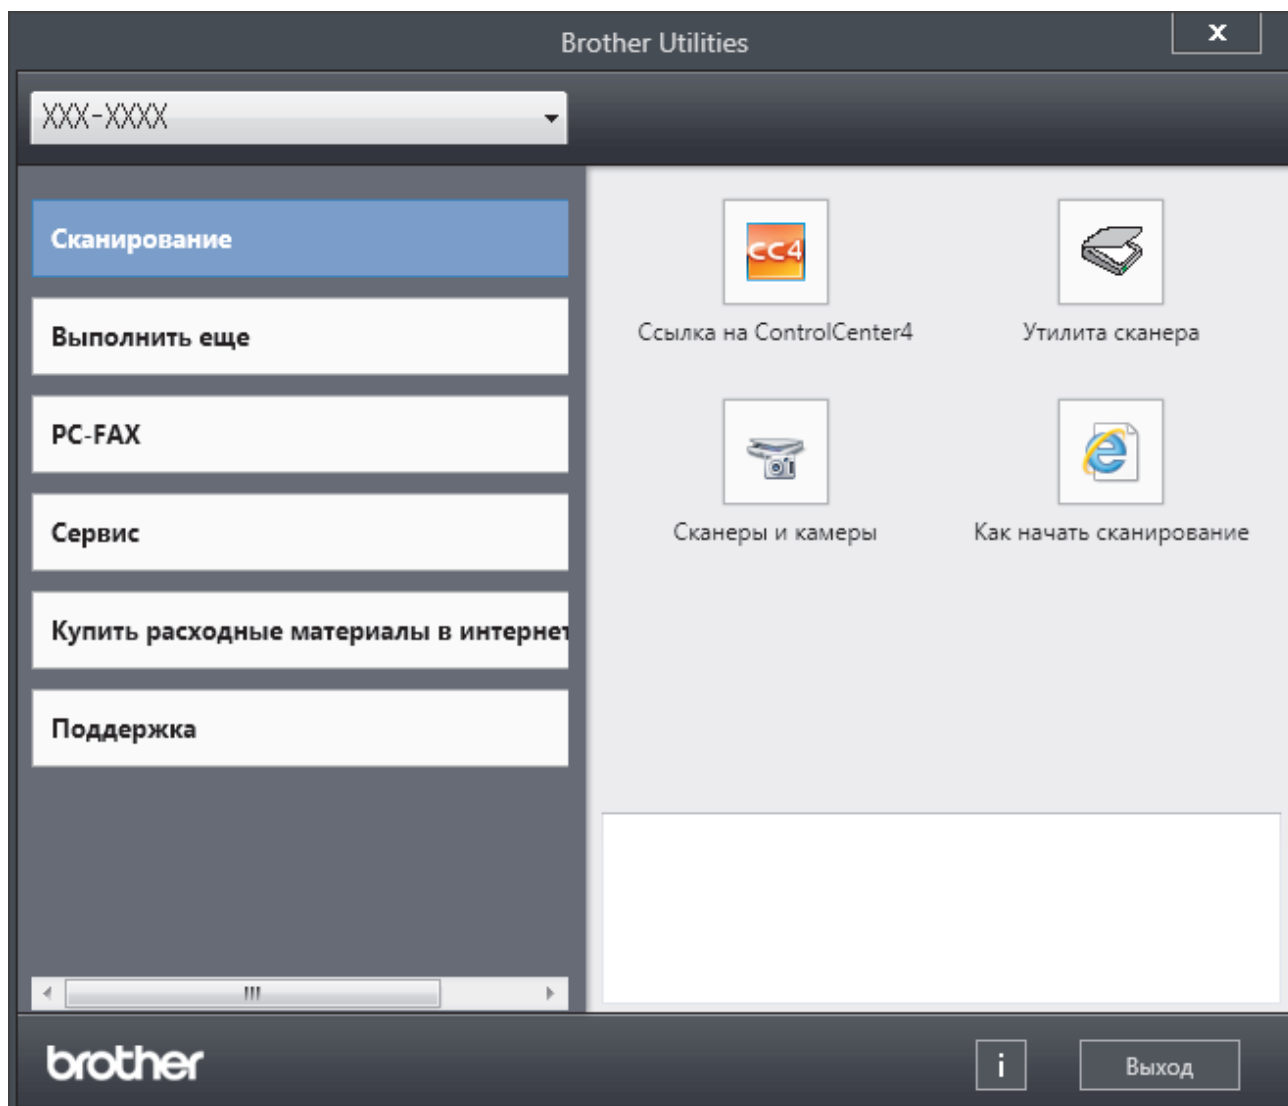 Brother Utilities
x
XXX-XXXX
Сканирование
Выполнить еще
PC-FAX
Сервис
Купить расходные материалы в интернет
Поддержка
CC4
Ссылка на ControlCenter4
Утилита сканера
Сканеры и камеры
Как начать сканирование
brother
i
Выход